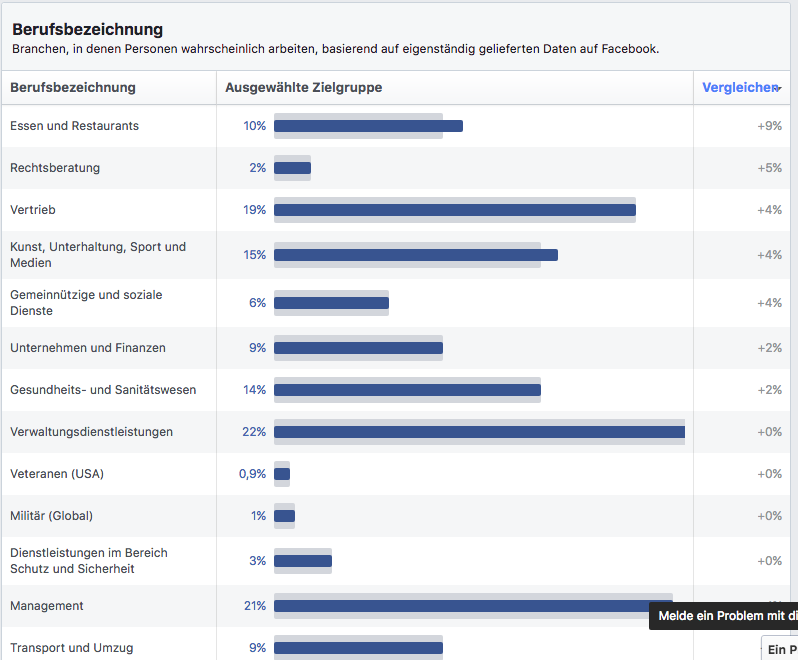 Berufsbezeichnung
Branchen, in denen Personen wahrscheinlich arbeiten, basierend auf eigenständig gelieferten Daten auf Facebook.
Berufsbezeichnung Ausgewählte Zielgruppe Vergleichen
Essen und Restaurants 10% +9%
Rechtsberatung 2% +5%
Vertrieb 19% +4%
Kunst, Unterhaltung, Sport und
Medien 15% +4%
Gemeinnützige und soziale
Dienste 6% +4%
Unternehmen und Finanzen 9% +2%
Gesundheits- und Sanitätswesen 14% +2%
Verwaltungsdienstleistungen 22% +0%
Veteranen (USA) 0,9% +0%
Militär (Global) 1% +0%
Dienstleistungen im Bereich
Schutz und Sicherheit 3% +0%
Management 21%
Melde ein Problem mit di
Transport und Umzug 9%
Ein P